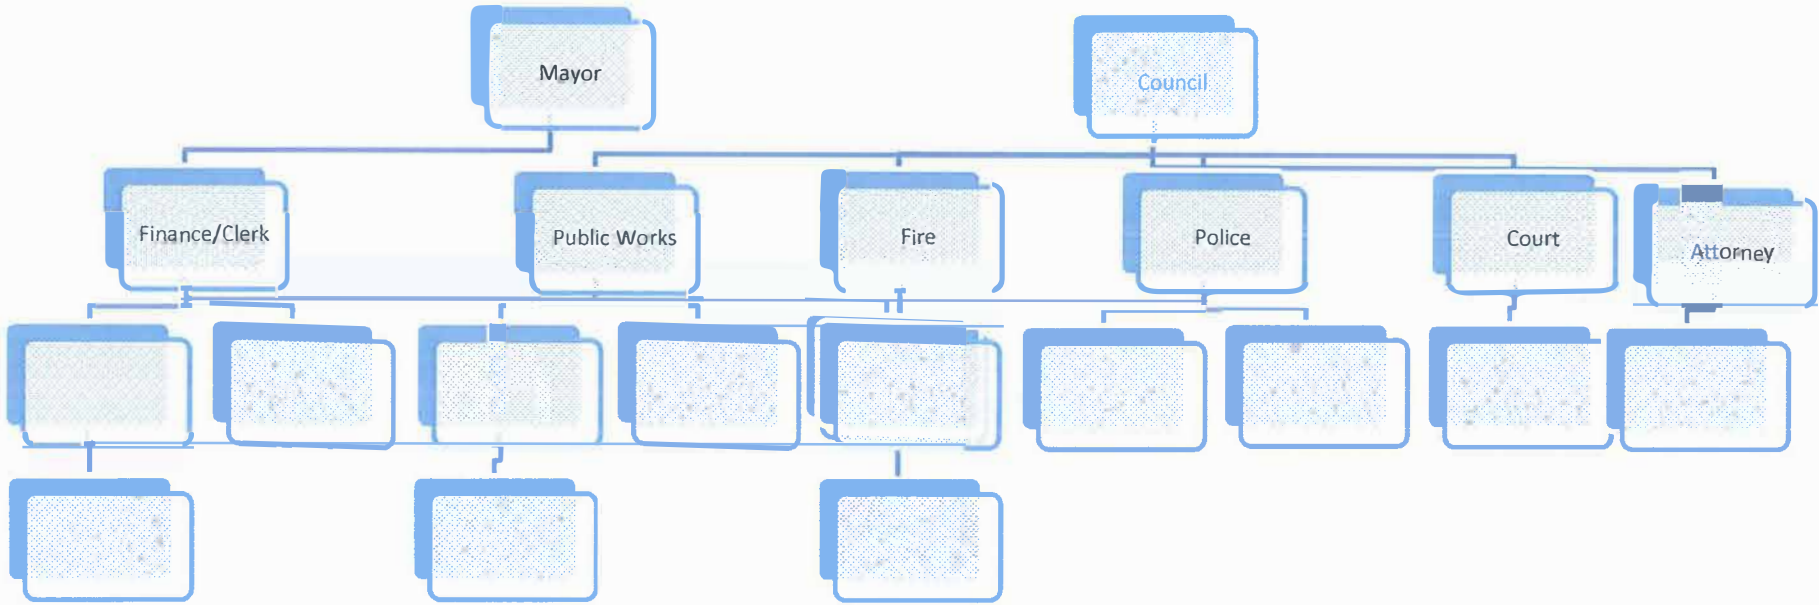 Mayor
Council
Finance/Clerk
Public Works
Fire
Police
Court
Attorney